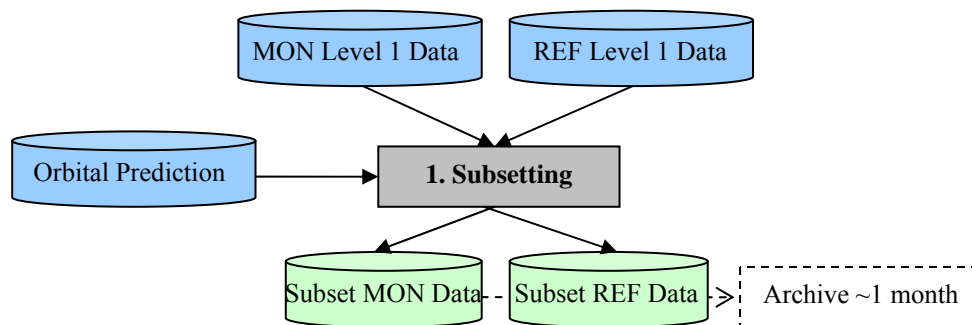 MON Level 1 Data
REF Level 1 Data
Orbital Prediction
1. Subsetting
Subset MON Data
Subset REF Data
Archive ~1 month